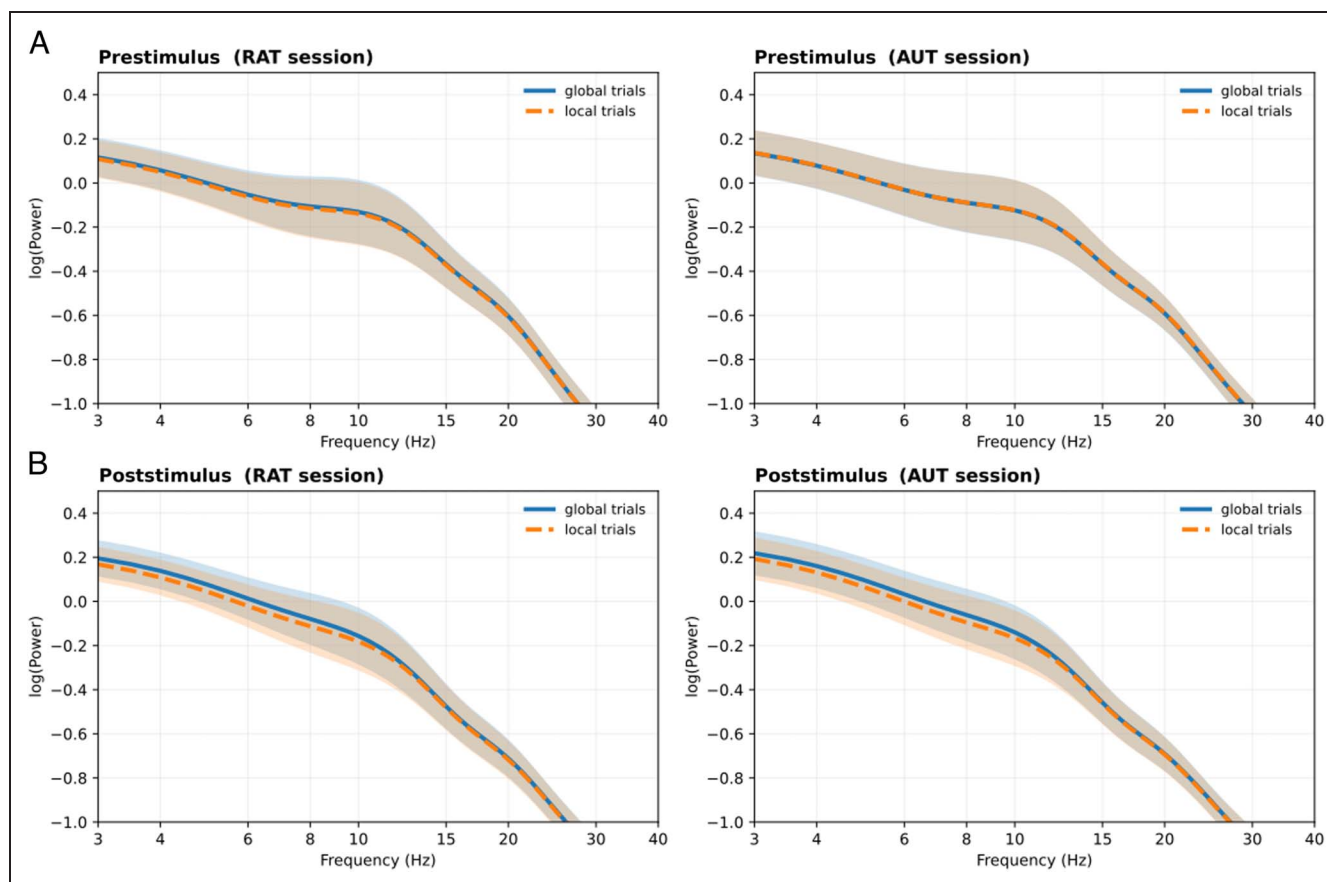 A
Prestimulus (RAT session)
global trials
local trials
log(Power)
0.4
0.2
0.0
−0.2
−0.4
−0.6
−0.8
−1.0
3 4 6 8 10 15 20 30 40
Frequency (Hz)
Prestimulus (AUT session)
global trials
local trials
log(Power)
0.4
0.2
0.0
−0.2
−0.4
−0.6
−0.8
−1.0
3 4 6 8 10 15 20 30 40
Frequency (Hz)
B
Poststimulus (RAT session)
global trials
local trials
log(Power)
0.4
0.2
0.0
−0.2
−0.4
−0.6
−0.8
−1.0
3 4 6 8 10 15 20 30 40
Frequency (Hz)
Poststimulus (AUT session)
global trials
local trials
log(Power)
0.4
0.2
0.0
−0.2
−0.4
−0.6
−0.8
−1.0
3 4 6 8 10 15 20 30 40
Frequency (Hz)